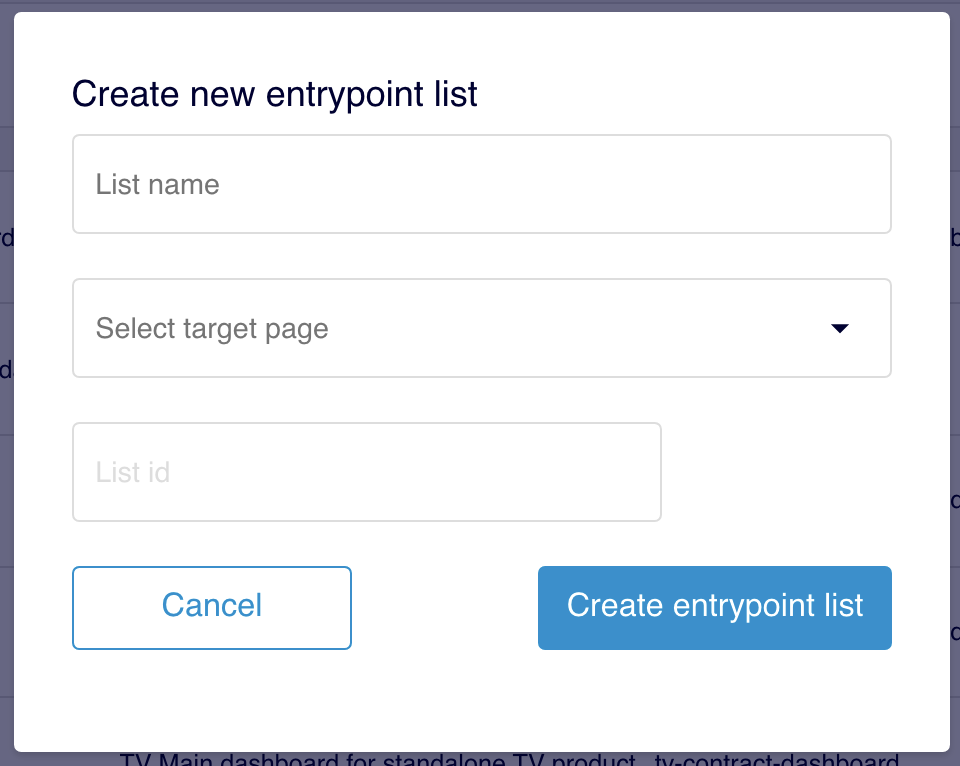 Create new entrypoint list
List name
Select target page
List id
Cancel
Create entrypoint list
TV Main dashboard for standalone TV product
tv-contract-dashboard